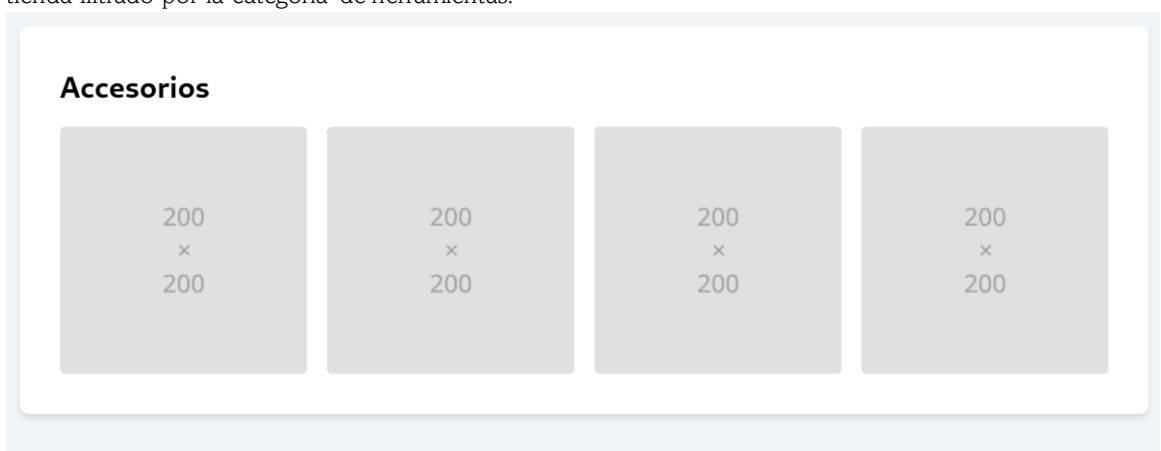 tienda filtrado por la categoría de herramientas.
Accesorios
200 200 200 200
× × × ×
200 200 200 200